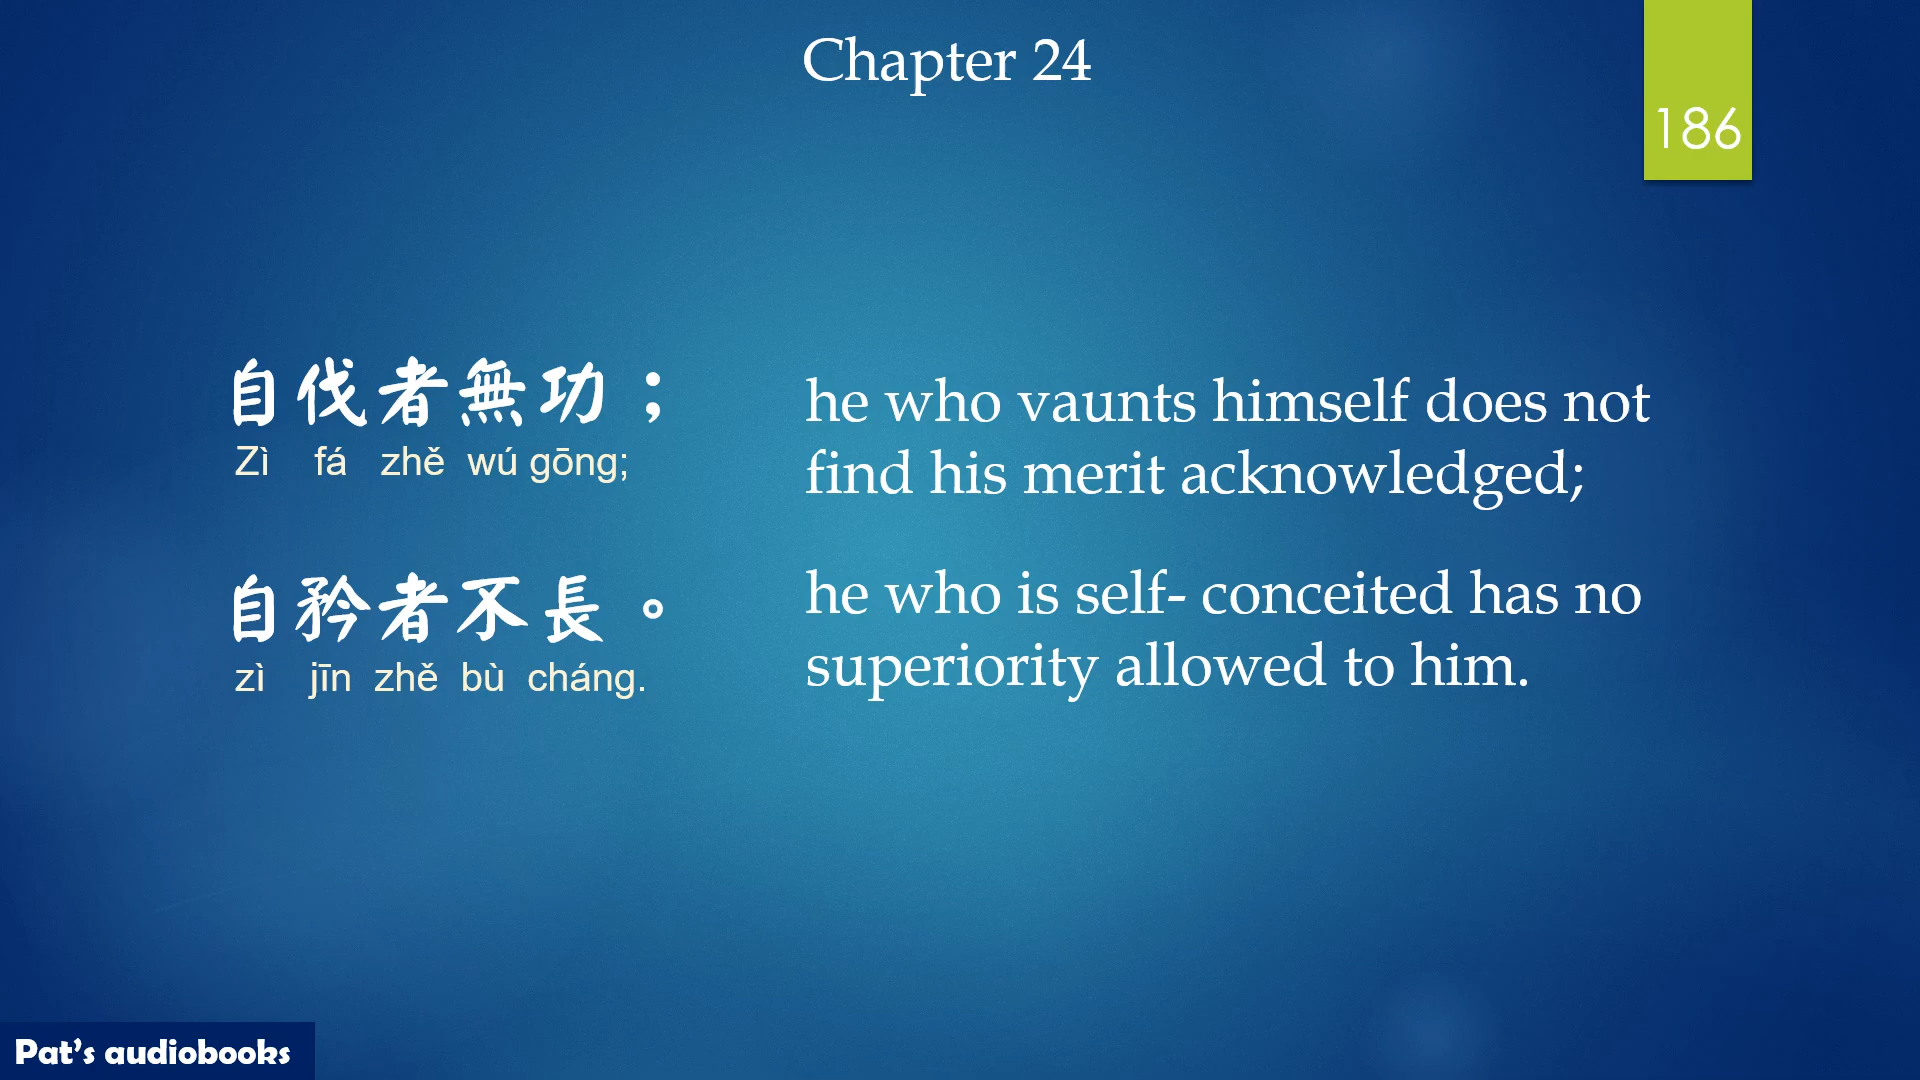 Chapter 24
186
自伐者無功；
Zì fá zhě wú gōng;
he who vaunts himself does not
find his merit acknowledged;
自矜者不長。
zì jīn zhě bù cháng.
he who is self- conceited has no
superiority allowed to him.
Pat's audiobooks